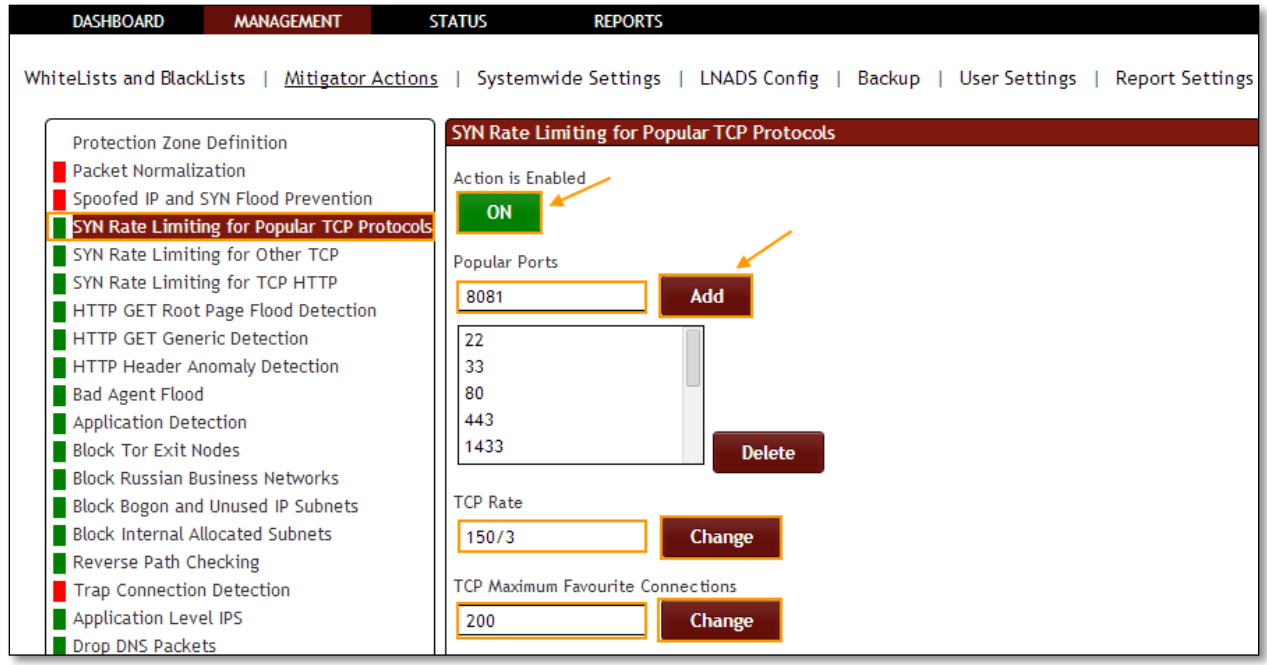 DASHBOARD MANAGEMENT STATUS REPORTS
WhiteLists and BlackLists | Mitigator Actions | Systemwide Settings | LNADS Config | Backup | User Settings | Report Settings
Protection Zone Definition
Packet Normalization
Spoofed IP and SYN Flood Prevention
SYN Rate Limiting for Popular TCP Protocols
SYN Rate Limiting for Other TCP
SYN Rate Limiting for TCP HTTP
HTTP GET Root Page Flood Detection
HTTP GET Generic Detection
HTTP Header Anomaly Detection
Bad Agent Flood
Application Detection
Block Tor Exit Nodes
Block Russian Business Networks
Block Bogon and Unused IP Subnets
Block Internal Allocated Subnets
Reverse Path Checking
Trap Connection Detection
Application Level IPS
Drop DNS Packets
SYN Rate Limiting for Popular TCP Protocols
Action is Enabled
ON
Popular Ports
8081 Add
22
33
80
443
1433
Delete
TCP Rate
150/3 Change
TCP Maximum Favourite Connections
200 Change